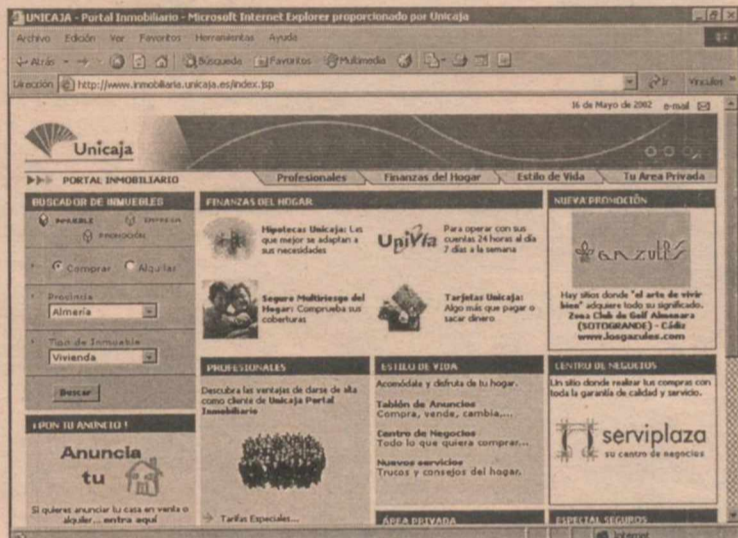 UNICAJA - Portal Inmobiliario - Microsoft Internet Explorer proporcionado por Unicaja
Archivo Edición Ver Favoritos Herramientas Ayuda
Atrás Búsqueda Favoritos Multimedia
Dirección http://www.inmobiliaria.unicaja.es/index.jsp Ir Vínculos
16 de Mayo de 2002 e-mail
Unicaja
PORTAL INMOBILIARIO Profesionales Finanzas del Hogar Estilo de Vida Tu Area Privada
BUSCADOR DE INMUEBLES
INMUEBLE EMPRESA
PROMOCIÓN
Comprar Alquilar
Provincia
Almería
Tipo de Inmueble
Vivienda
Buscar
¡ PON TU ANUNCIO !
Anuncia
tu
Si quieres anunciar tu casa en venta o
alquiler... entra aquí
FINANZAS DEL HOGAR
Hipotecas Unicaja: Las
que mejor se adaptan a
sus necesidades
UniVía
Para operar con sus
cuentas 24 horas al día
7 días a la semana
Seguro Multirriesgo del
Hogar: Comprueba sus
coberturas
Tarjetas Unicaja:
Algo más que pagar o
sacar dinero
PROFESIONALES
Descubra las ventajas de darse de alta
como cliente de Unicaja Portal
Inmobiliario
Tarifas Especiales...
ESTILO DE VIDA
Acomódate y disfruta de tu hogar.
Tablón de Anuncios
Compra, vende, cambia,...
Centro de Negocios
Todo lo que quiera comprar...
Nuevos servicios
Trucos y consejos del hogar,
ÁREA PRIVADA
NUEVA PROMOCIÓN
GAZULES
Hay sitios donde "el arte de vivir
bien" adquiere todo su significado.
Zona Club de Golf Almenara
(SOTOGRANDE) - Cádiz
www.losgazules.com
CENTRO DE NEGOCIOS
Un sitio donde realizar tus compras con
toda la garantía de calidad y servicio.
serviplaza
su centro de negocios
ESPECIAL SEGUROS
Internet